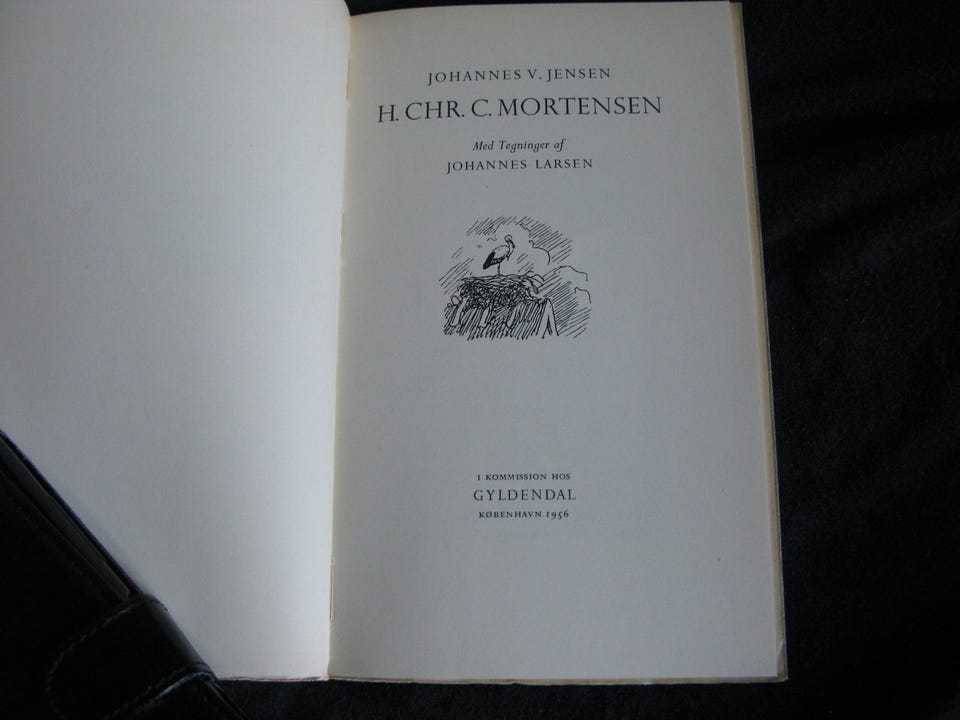 JOHANNES V. JENSEN
H. CHR. C. MORTENSEN
Med Tegninger af
JOHANNES LARSEN
I KOMMISSION HOS
GYLDENDAL
KØBENHAVN 1956